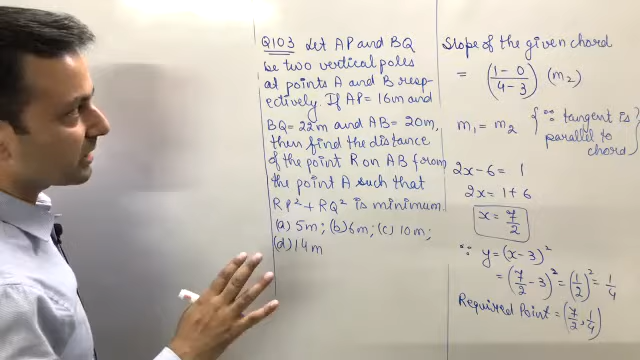 Q103 Let AP and BQ
be two vertical poles
at points A and B resp-
ectively. If AP = 16m and
BQ = 22m and AB = 20m,
then find the distance
of the point R on AB from
the point A such that
RP² + RQ² is minimum.
(a) 5m; (b) 6m; (c) 10m;
(d) 14m
Slope of the given chord
= (1 - 0 / 4 - 3) (m₂)
m₁ = m₂ {∵ tangent is parallel to chord}
2x - 6 = 1
2x = 1 + 6
x = 7/2
∵ y = (x - 3)²
= (7/2 - 3)² = (1/2)² = 1/4
Required Point = (7/2, 1/4)